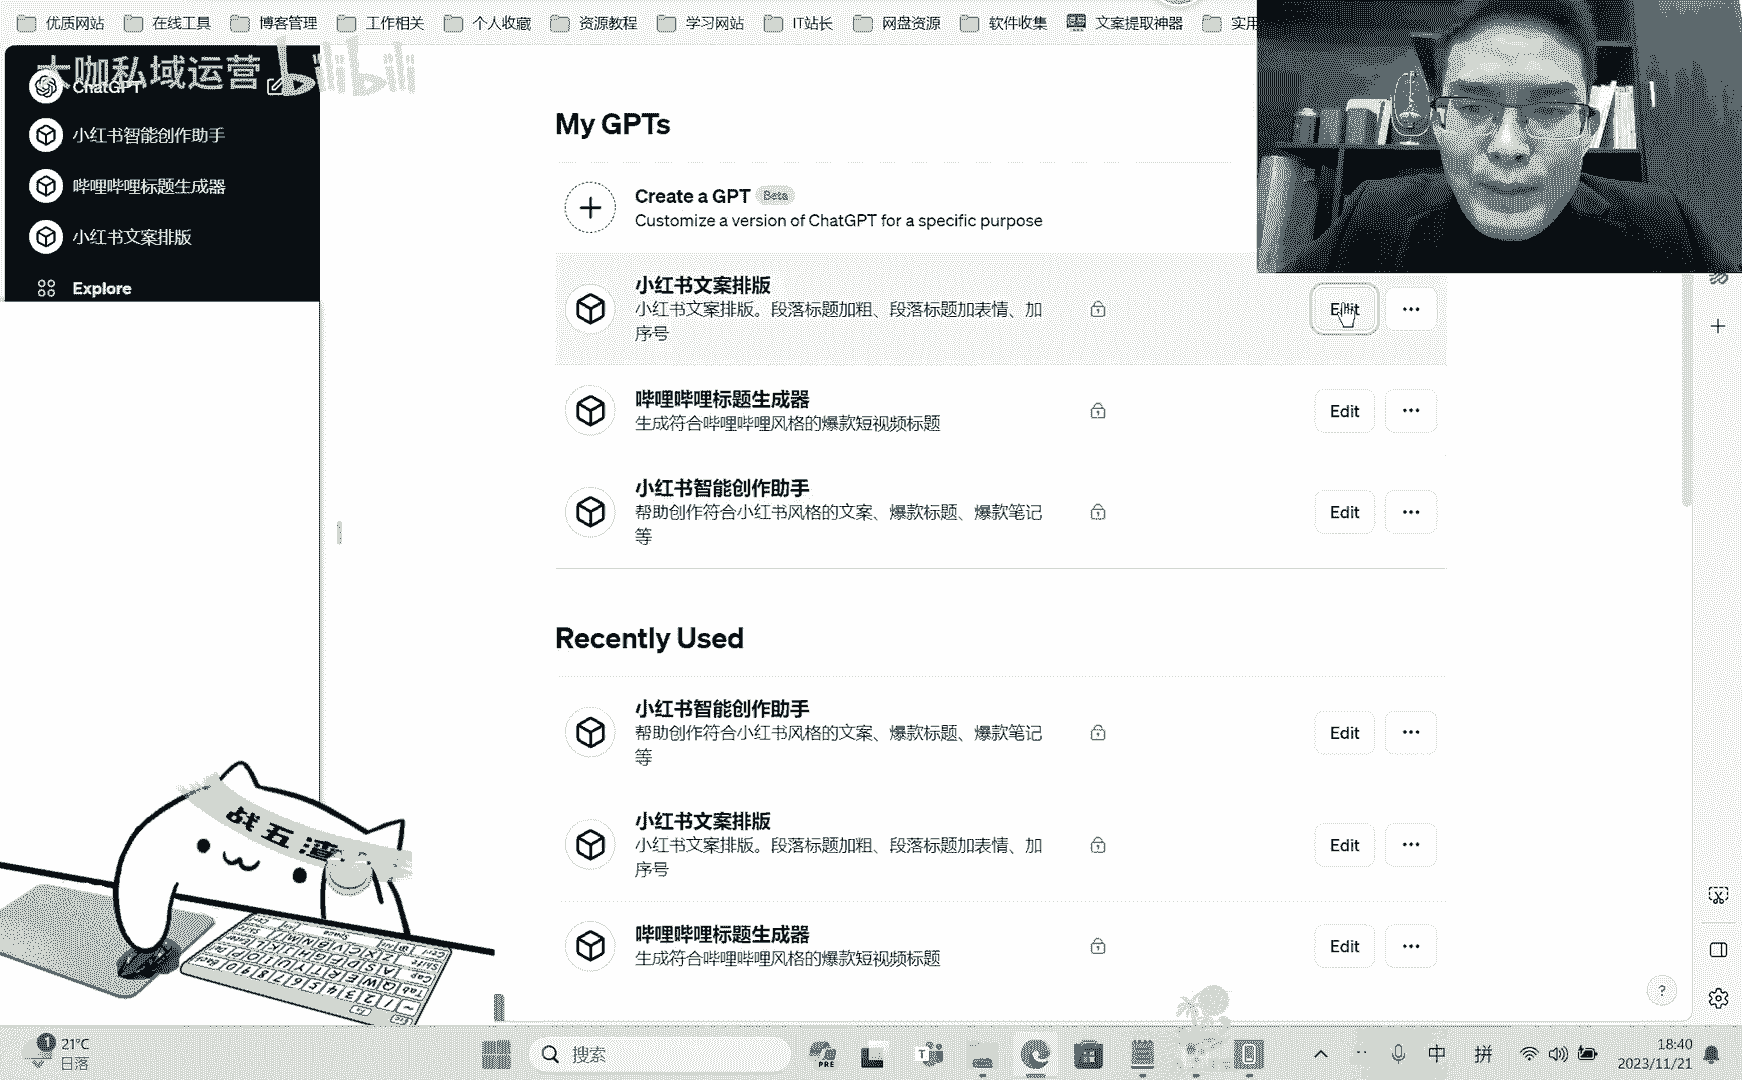 优质网站
在线工具
博客管理
工作相关
个人收藏
资源教程
学习网站
IT站长
网盘资源
软件收集
文案提取神器
实用
大咖私域运营 bilibili
ChatGPT
小红书智能创作助手
哔哩哔哩标题生成器
小红书文案排版
Explore
My GPTs
Create a GPT Beta
Customize a version of ChatGPT for a specific purpose
小红书文案排版
小红书文案排版。段落标题加粗、段落标题加表情、加
序号
Edit
哔哩哔哩标题生成器
生成符合哔哩哔哩风格的爆款短视频标题
Edit
小红书智能创作助手
帮助创作符合小红书风格的文案、爆款标题、爆款笔记
等
Edit
Recently Used
小红书智能创作助手
帮助创作符合小红书风格的文案、爆款标题、爆款笔记
等
Edit
小红书文案排版
小红书文案排版。段落标题加粗、段落标题加表情、加
序号
Edit
哔哩哔哩标题生成器
生成符合哔哩哔哩风格的爆款短视频标题
Edit
战五渣
?
1
21°C
日落
搜索
PRE
中
拼
18:40
2023/11/21